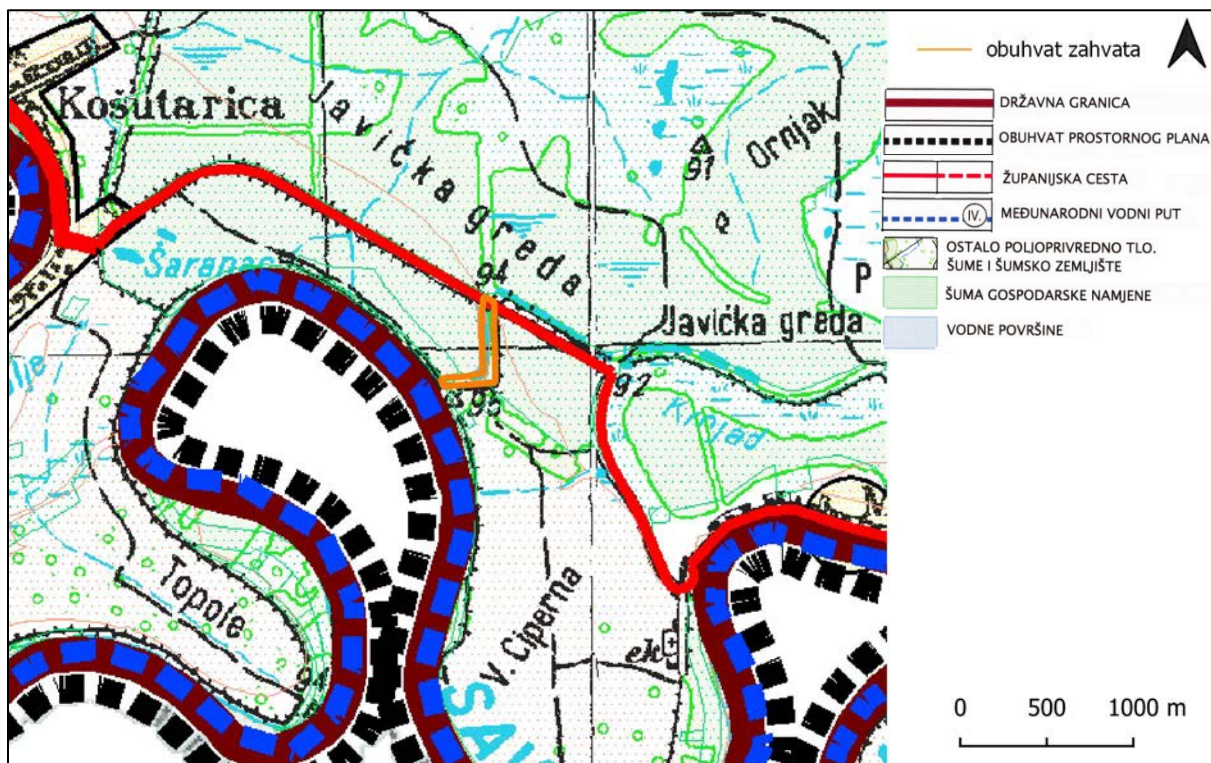 obuhvat zahvata
DRŽAVNA GRANICA
OBUHVAT PROSTORNOG PLANA
ŽUPANIJSKA CESTA
IV.
MEĐUNARODNI VODNI PUT
OSTALO POLJOPRIVREDNO TLO.
ŠUME I ŠUMSKO ZEMLJIŠTE
ŠUMA GOSPODARSKE NAMJENE
VODNE POVRŠINE
Košutarica
Javička greda
Ornjak
91
94
P
Javička greda
92
95
Topole
V. Ciperna
0 500 1000 m